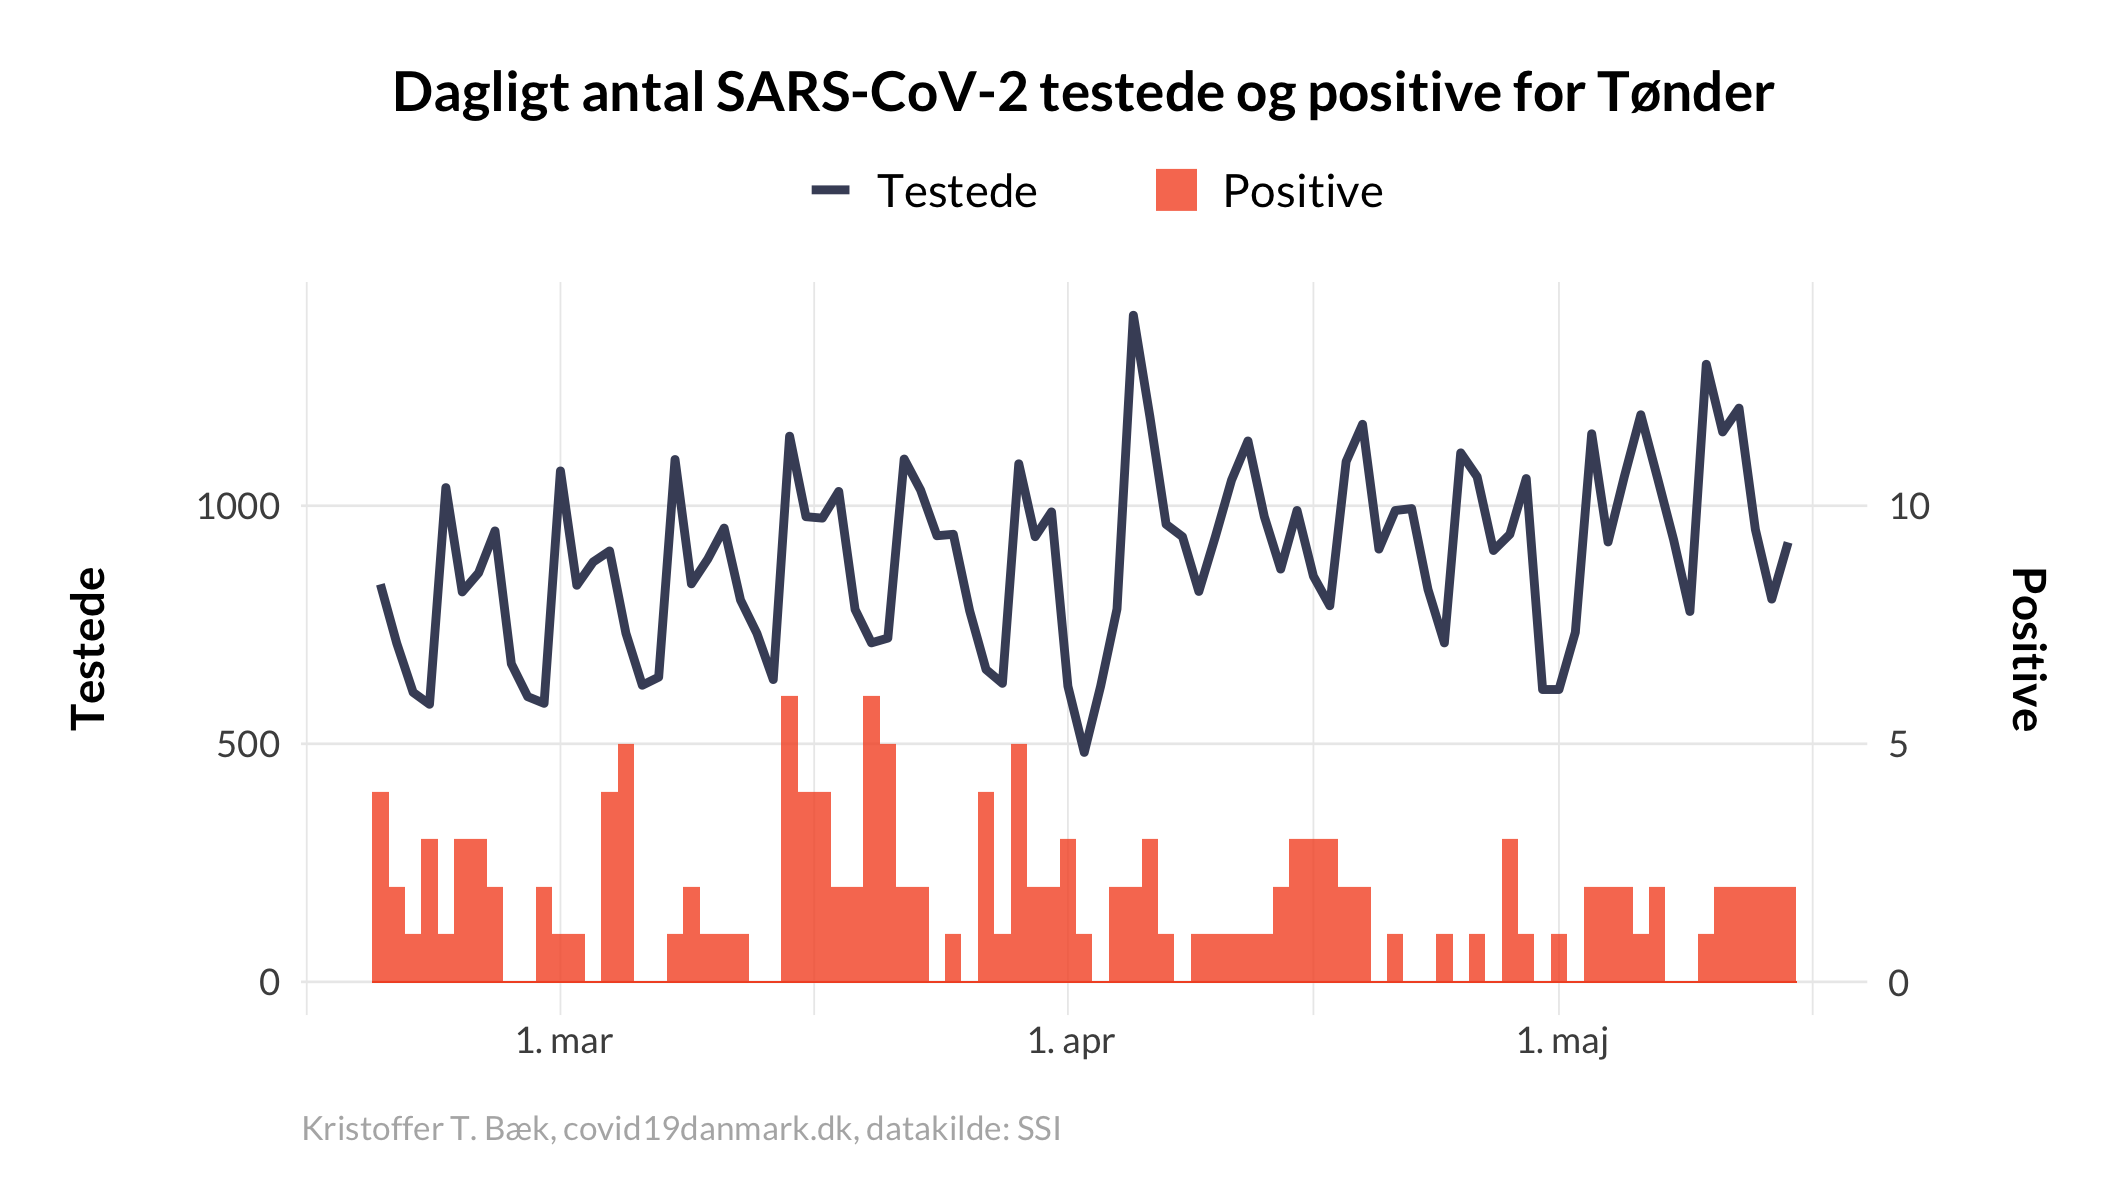 Dagligt antal SARS-CoV-2 testede og positive for Tønder
Testede
Positive
1000
500
0
Testede
10
5
0
Positive
1. mar
1. apr
1. maj
Kristoffer T. Bæk, covid19danmark.dk, datakilde: SSI